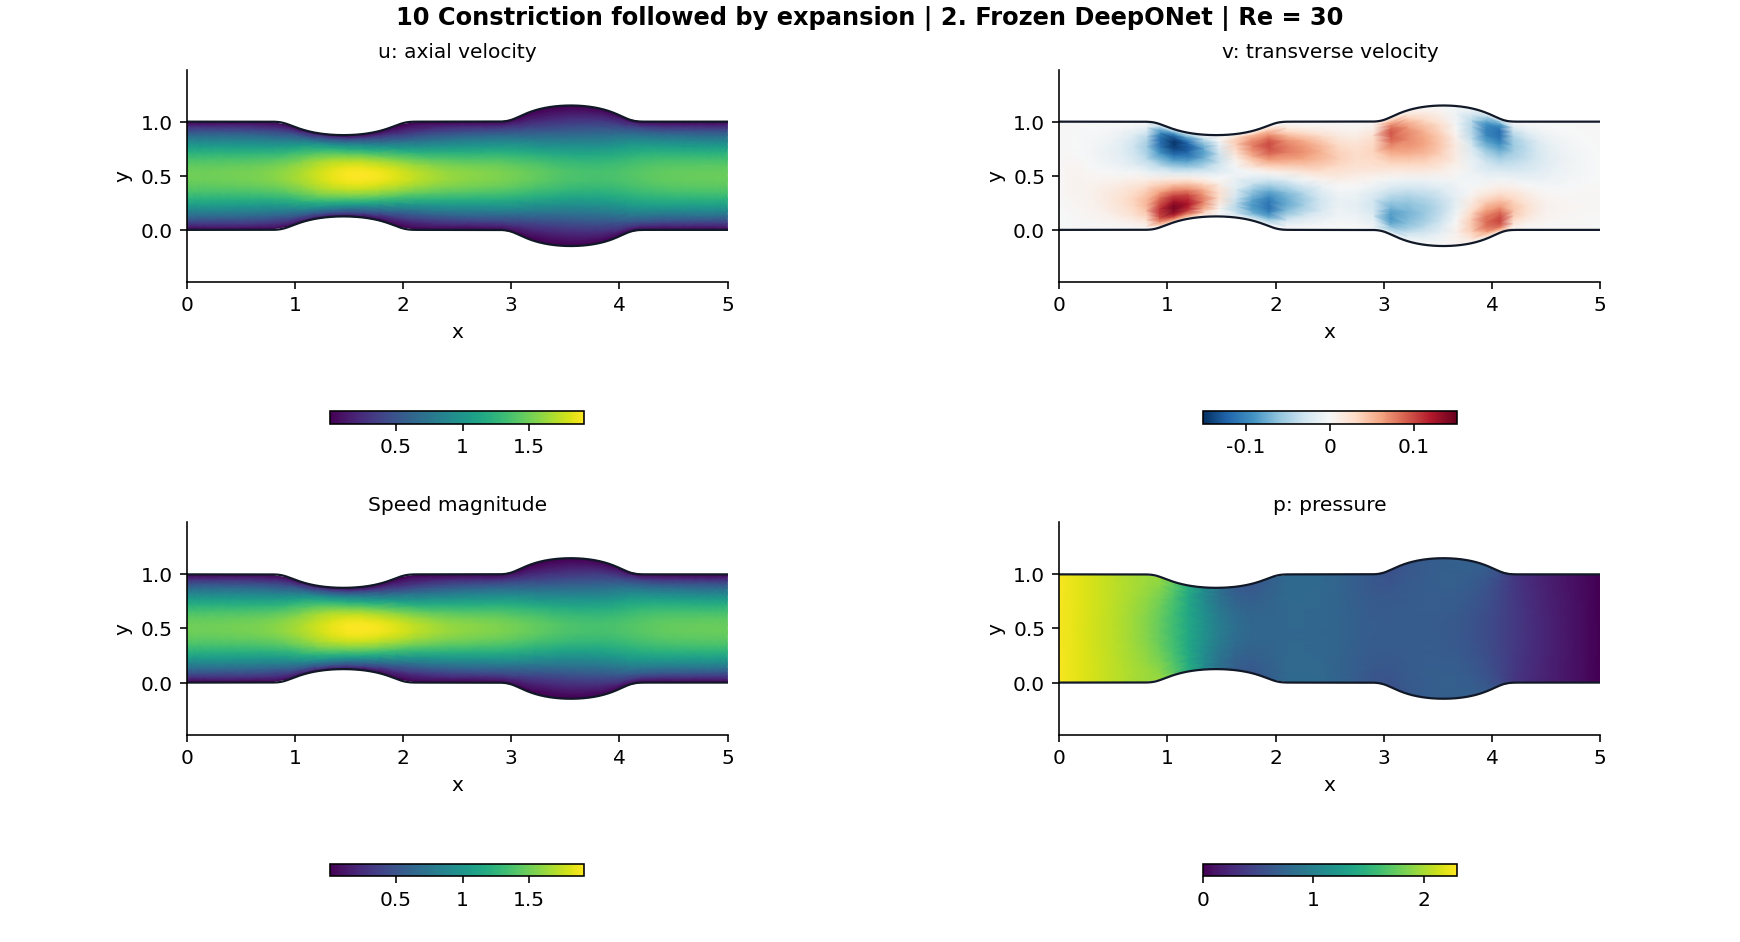 10 Constriction followed by expansion | 2. Frozen DeepONet | Re = 30
u: axial velocity
1.0
0.5
0.0
y
0 1 2 3 4 5
x
0.5 1 1.5
v: transverse velocity
1.0
0.5
0.0
y
0 1 2 3 4 5
x
-0.1 0 0.1
Speed magnitude
1.0
0.5
0.0
y
0 1 2 3 4 5
x
0.5 1 1.5
p: pressure
1.0
0.5
0.0
y
0 1 2 3 4 5
x
0 1 2